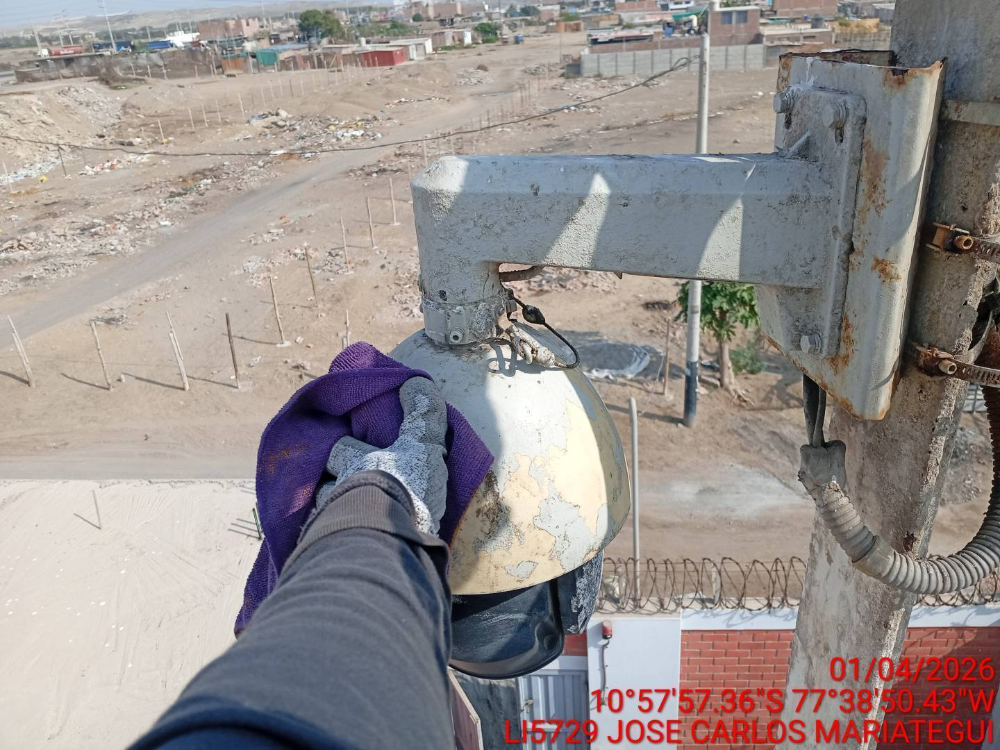 01/04/2026
10°57'57.36"S 77°38'50.43"W
LI5729 JOSE CARLOS MARIATEGUI